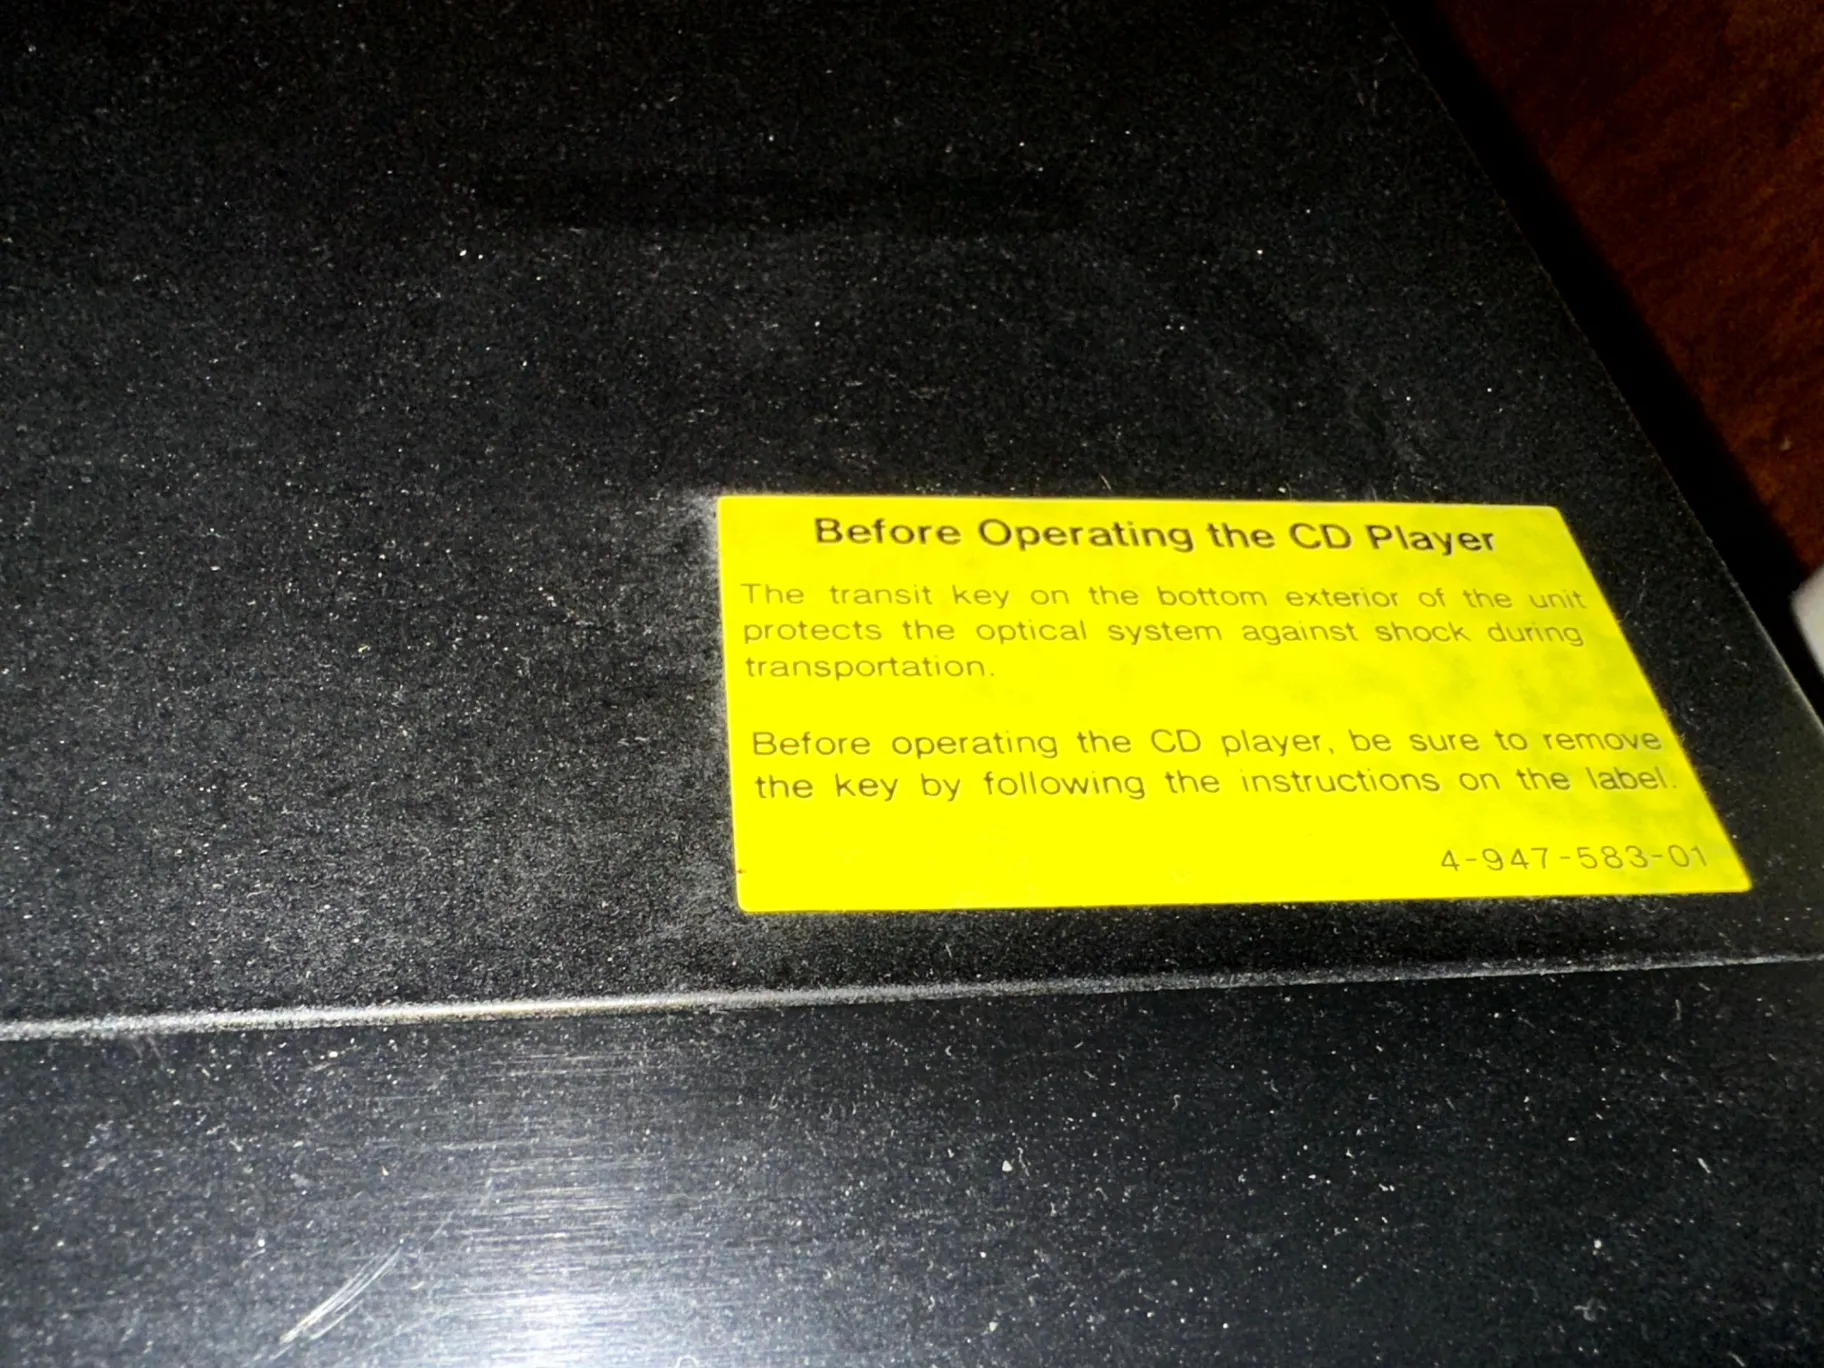 Before Operating the CD Player
The transit key on the bottom exterior of the unit
protects the optical system against shock during
transportation.
Before operating the CD player, be sure to remove
the key by following the instructions on the label.
4-947-583-01